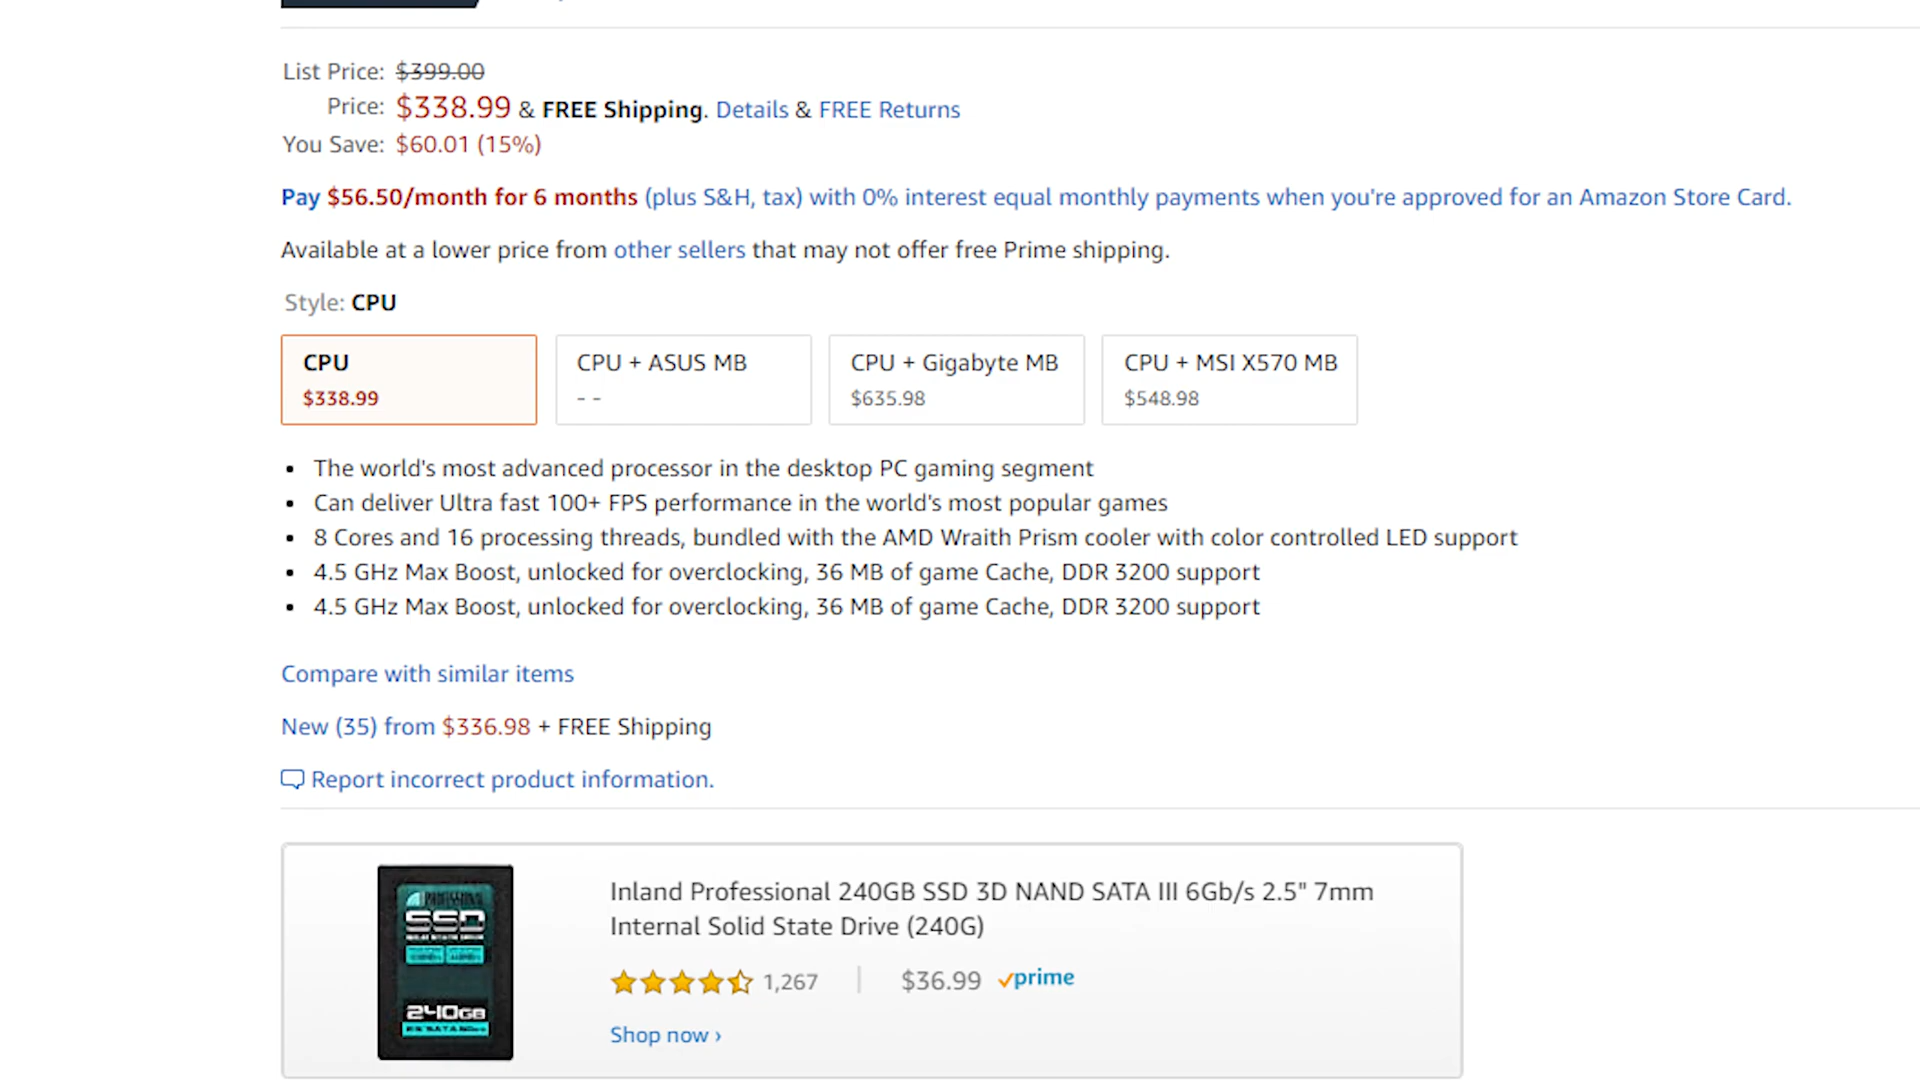 List Price: $399.00
Price: $338.99 & FREE Shipping. Details & FREE Returns
You Save: $60.01 (15%)
Pay $56.50/month for 6 months (plus S&H, tax) with 0% interest equal monthly payments when you're approved for an Amazon Store Card.
Available at a lower price from other sellers that may not offer free Prime shipping.
Style: CPU
CPU
$338.99
CPU + ASUS MB
- -
CPU + Gigabyte MB
$635.98
CPU + MSI X570 MB
$548.98
• The world's most advanced processor in the desktop PC gaming segment
• Can deliver Ultra fast 100+ FPS performance in the world's most popular games
• 8 Cores and 16 processing threads, bundled with the AMD Wraith Prism cooler with color controlled LED support
• 4.5 GHz Max Boost, unlocked for overclocking, 36 MB of game Cache, DDR 3200 support
• 4.5 GHz Max Boost, unlocked for overclocking, 36 MB of game Cache, DDR 3200 support
Compare with similar items
New (35) from $336.98 + FREE Shipping
Report incorrect product information.
PROFESSIONAL
SSD
240GB
Inland Professional 240GB SSD 3D NAND SATA III 6Gb/s 2.5" 7mm
Internal Solid State Drive (240G)
1,267 | $36.99 prime
Shop now ›